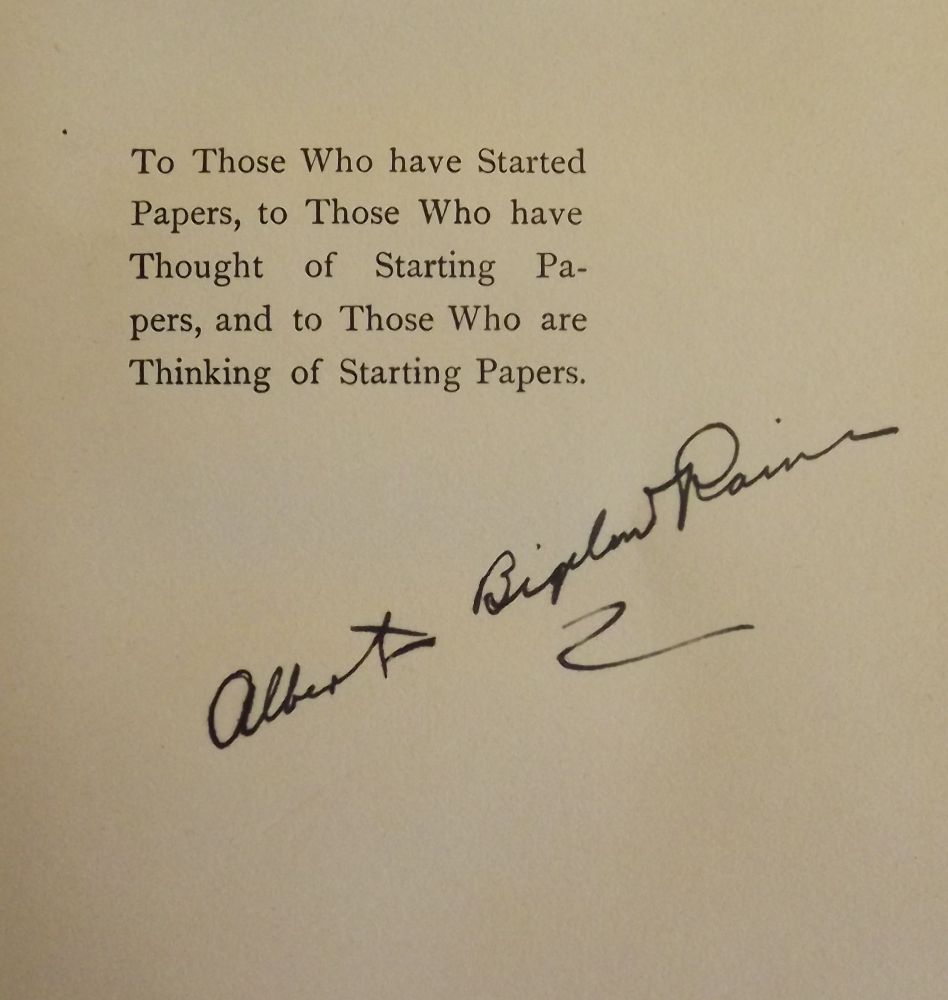 To Those Who have Started
Papers, to Those Who have
Thought of Starting Pa-
pers, and to Those Who are
Thinking of Starting Papers.
Albert Bigelow Paine